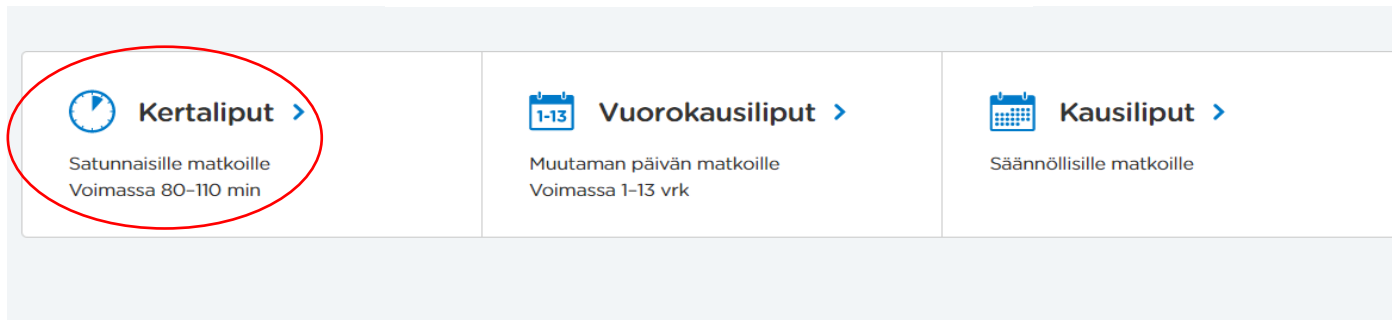 Kertaliput
Satunnaisille matkoille
Voimassa 80–110 min
1-13
Vuorokausiliput
Muutaman päivän matkoille
Voimassa 1–13 vrk
Kausiliput
Säännöllisille matkoille